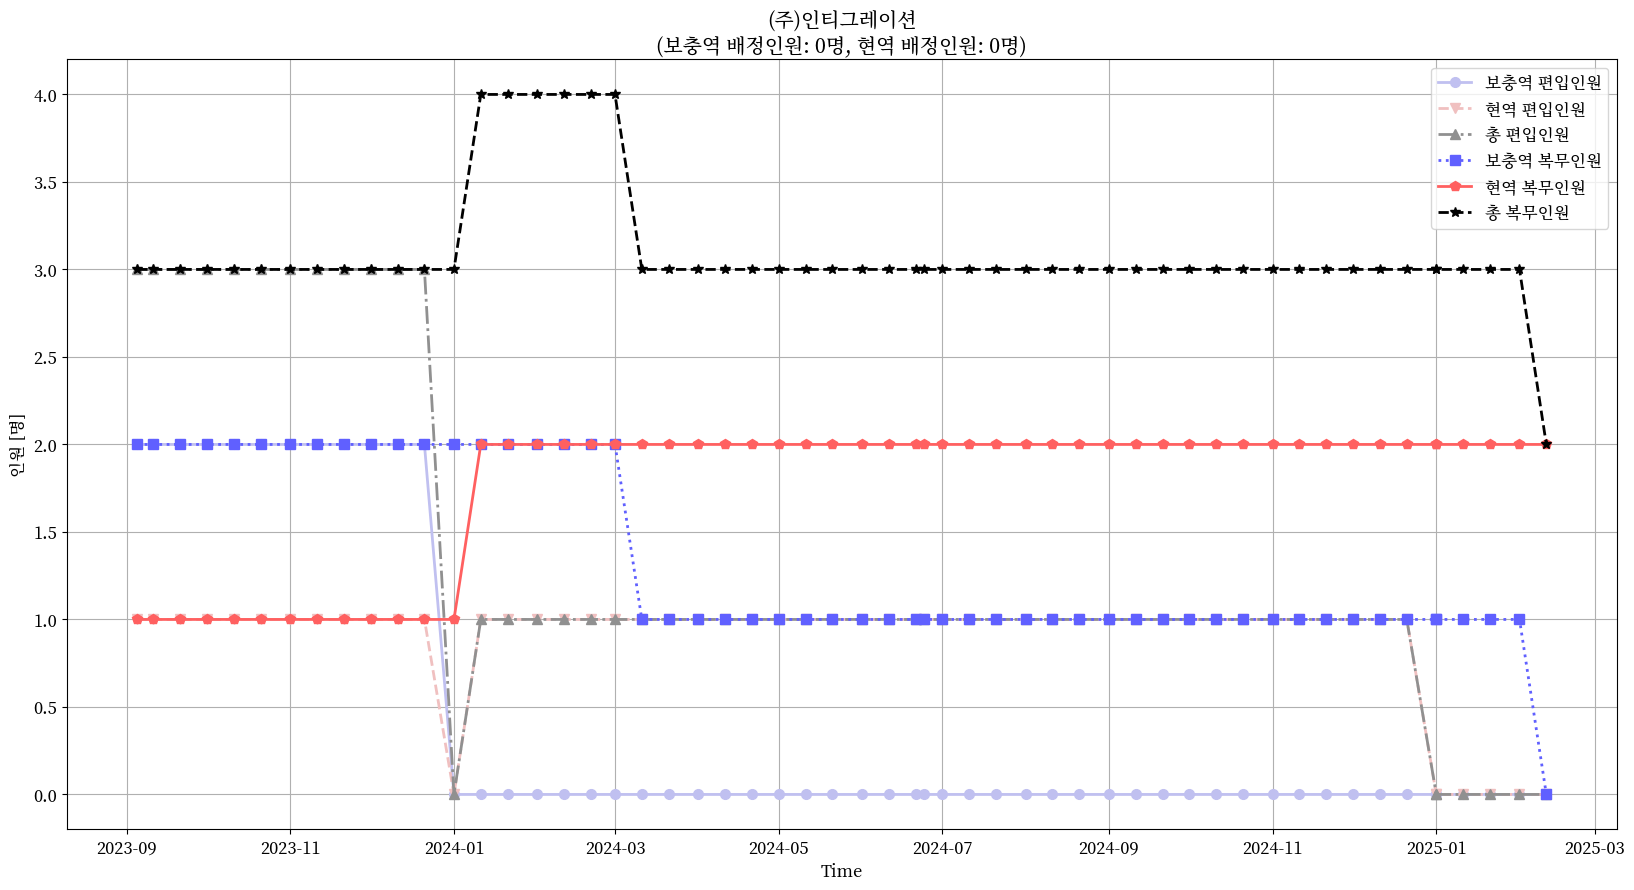 (주)인티그레이션
(보충역 배정인원: 0명, 현역 배정인원: 0명)
보충역 편입인원
현역 편입인원
총 편입인원
보충역 복무인원
현역 복무인원
총 복무인원
인원 [명]
4.0
3.5
3.0
2.5
2.0
1.5
1.0
0.5
0.0
2023-09 2023-11 2024-01 2024-03 2024-05 2024-07 2024-09 2024-11 2025-01 2025-03
Time